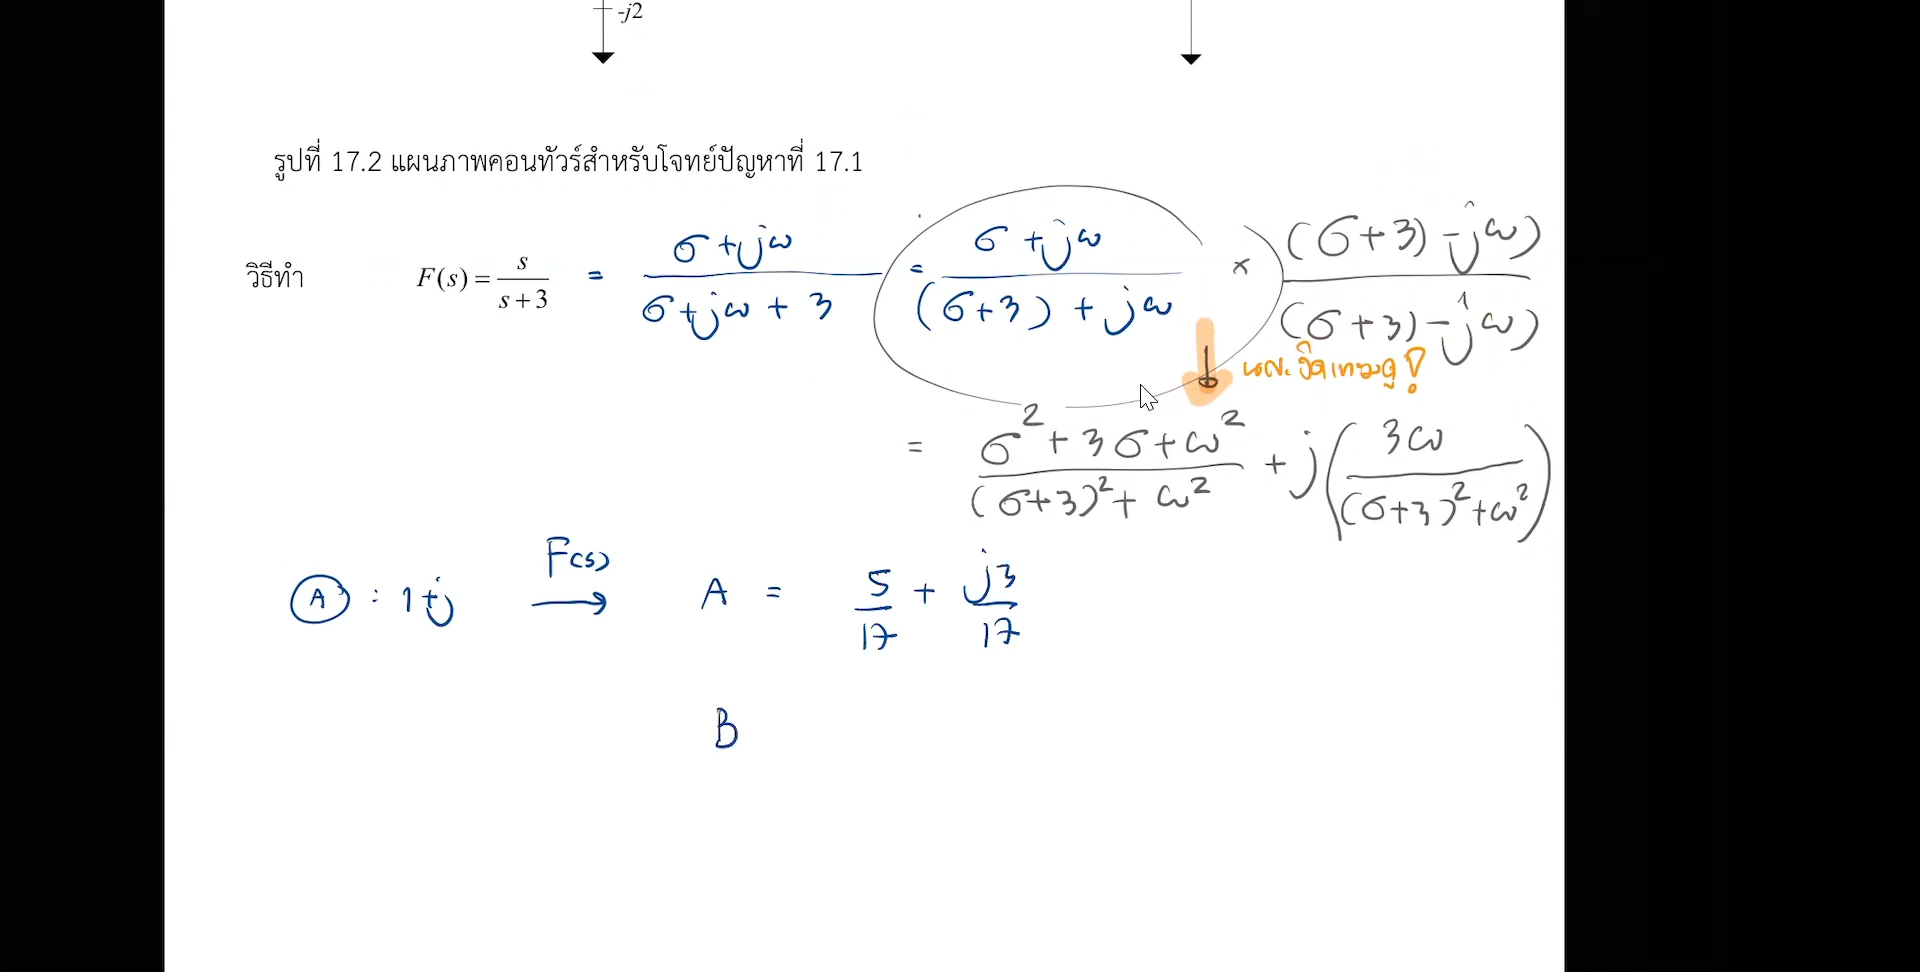 -j2
รูปที่ 17.2 แผนภาพคอนทัวร์สำหรับโจทย์ปัญหาที่ 17.1
วิธีทำ F(s) = s/(s+3) = (σ+jω)/(σ+jω+3) = (σ+jω)/((σ+3)+jω) × ((σ+3)-jω)/((σ+3)-jω)
= (σ²+3σ+ω²)/((σ+3)²+ω²) + j(3ω/((σ+3)²+ω²))
A : 1+j F(s) → A = 5/17 + j3/17
B